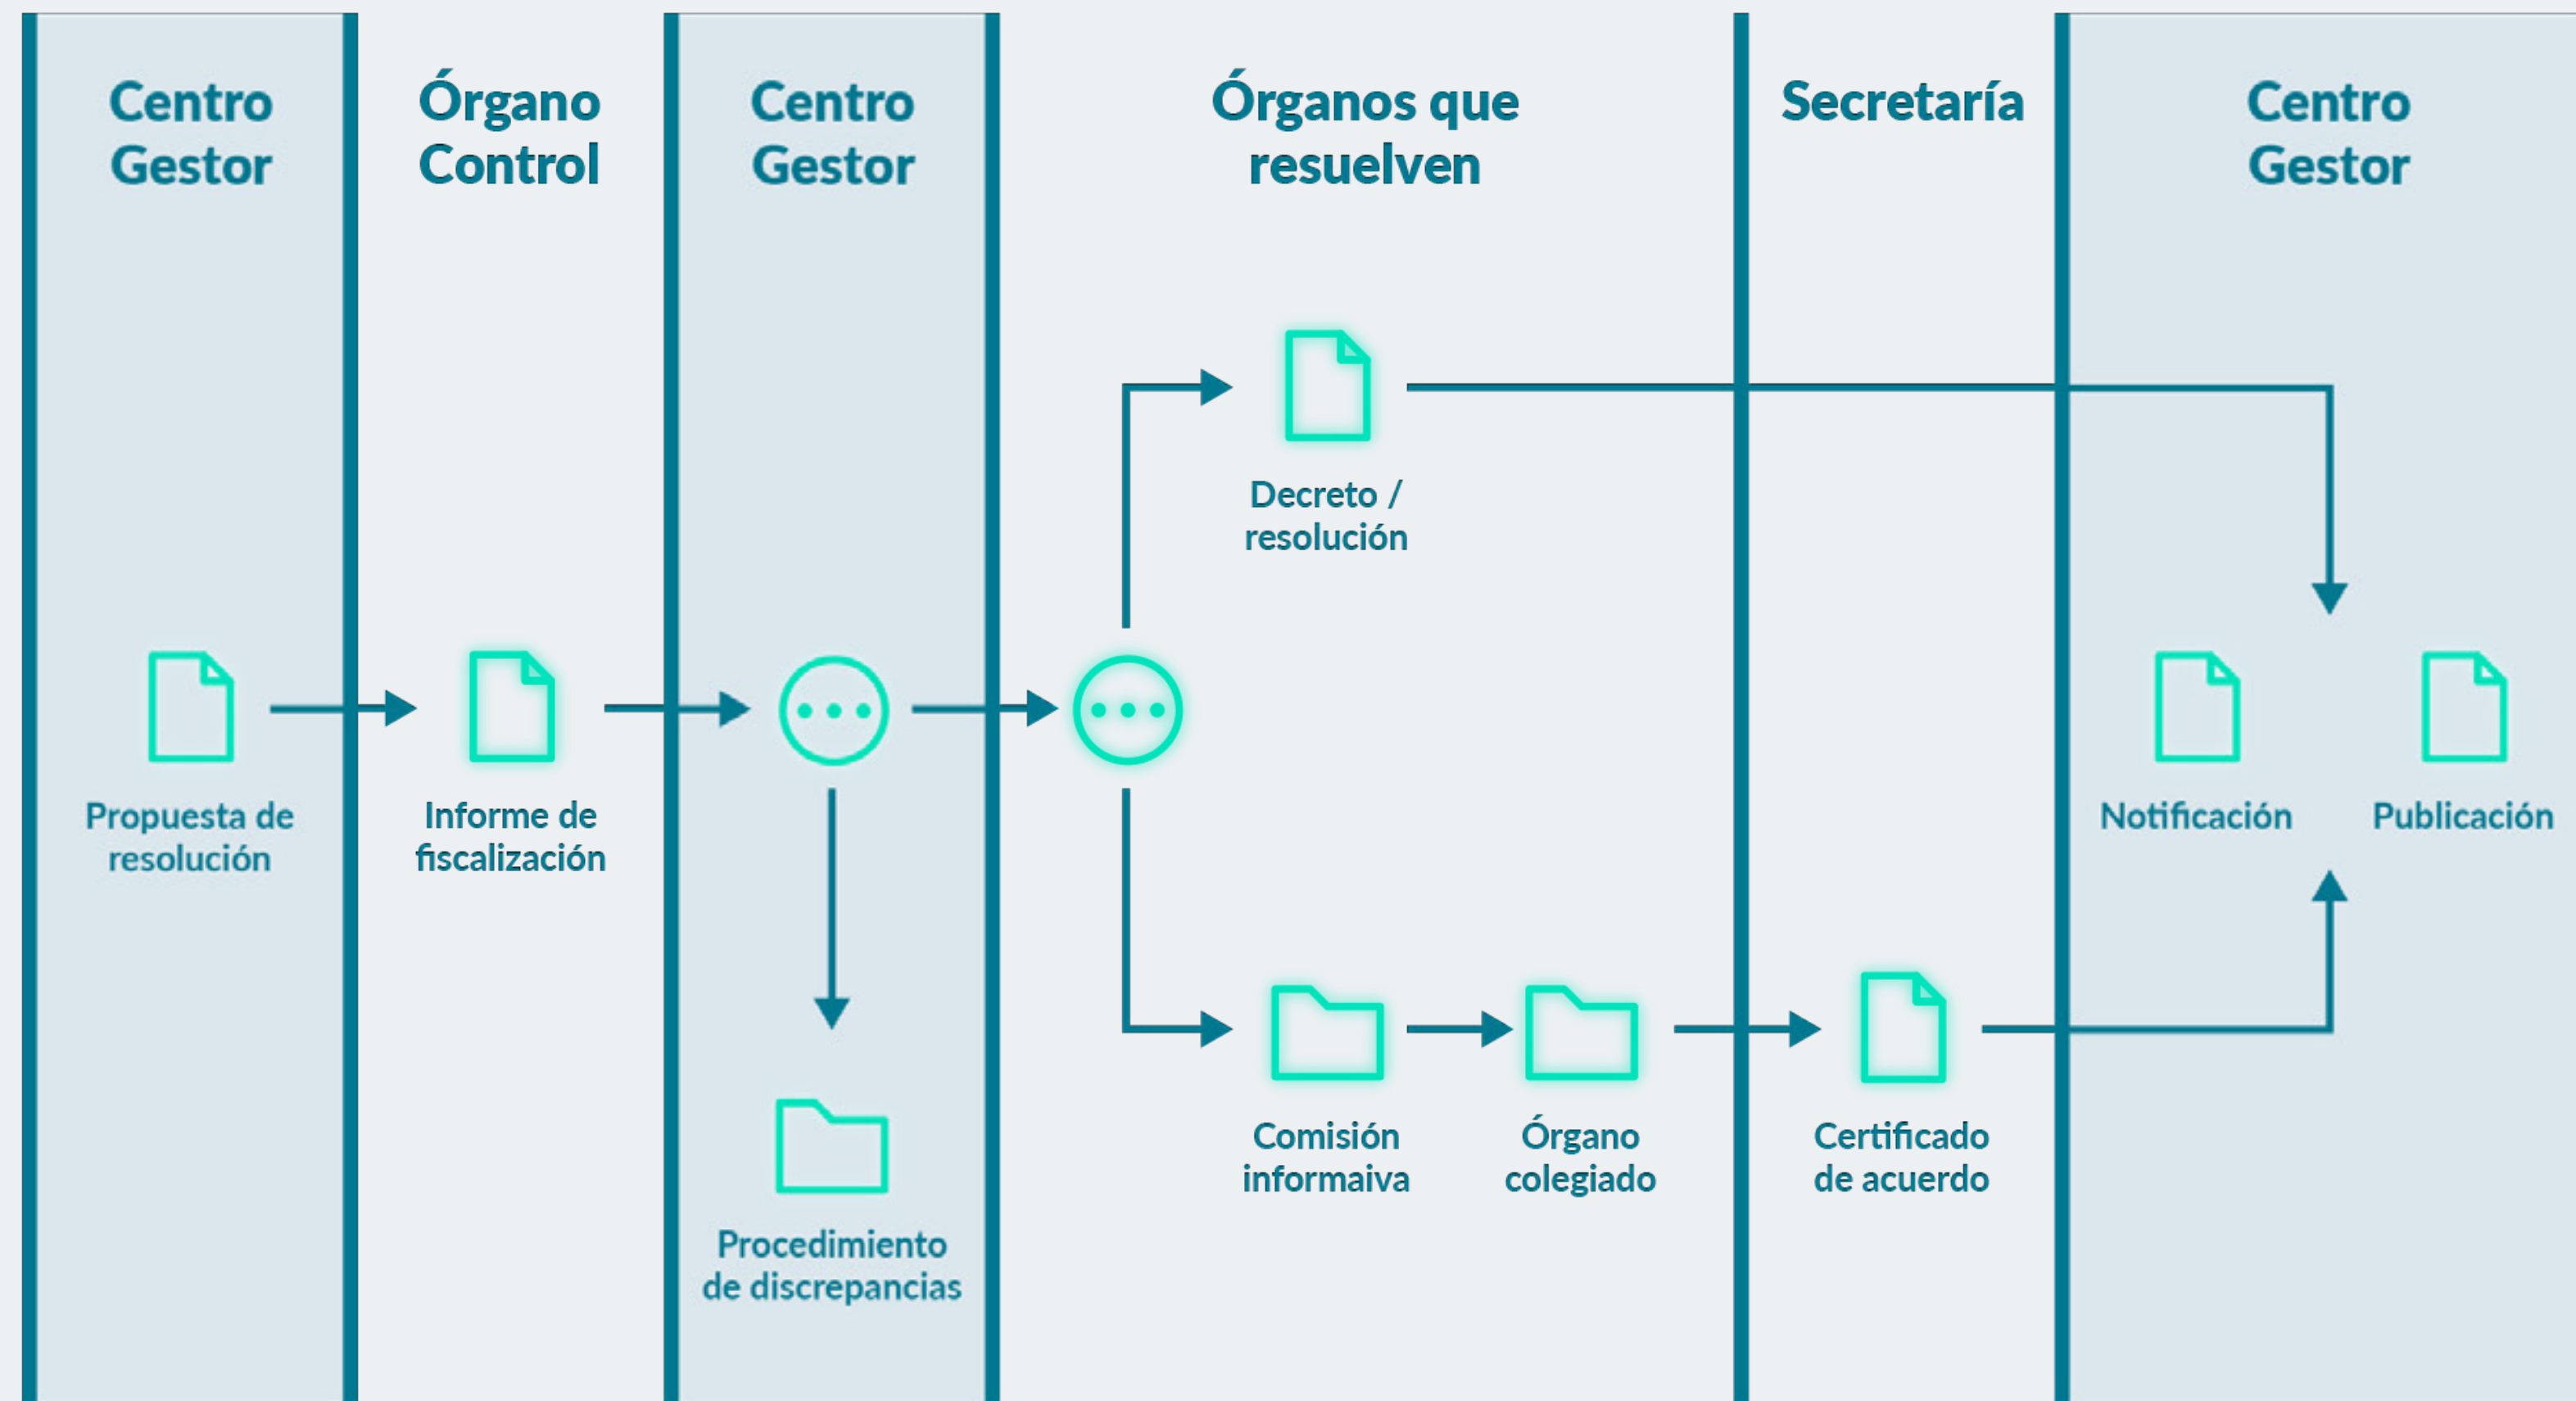 Centro
Gestor
Órgano
Control
Centro
Gestor
Órganos que
resuelven
Secretaría
Centro
Gestor
Decreto /
resolución
Propuesta de
resolución
Informe de
fiscalización
Notificación
Publicación
Procedimiento
de discrepancias
Comisión
informaiva
Órgano
colegiado
Certificado
de acuerdo